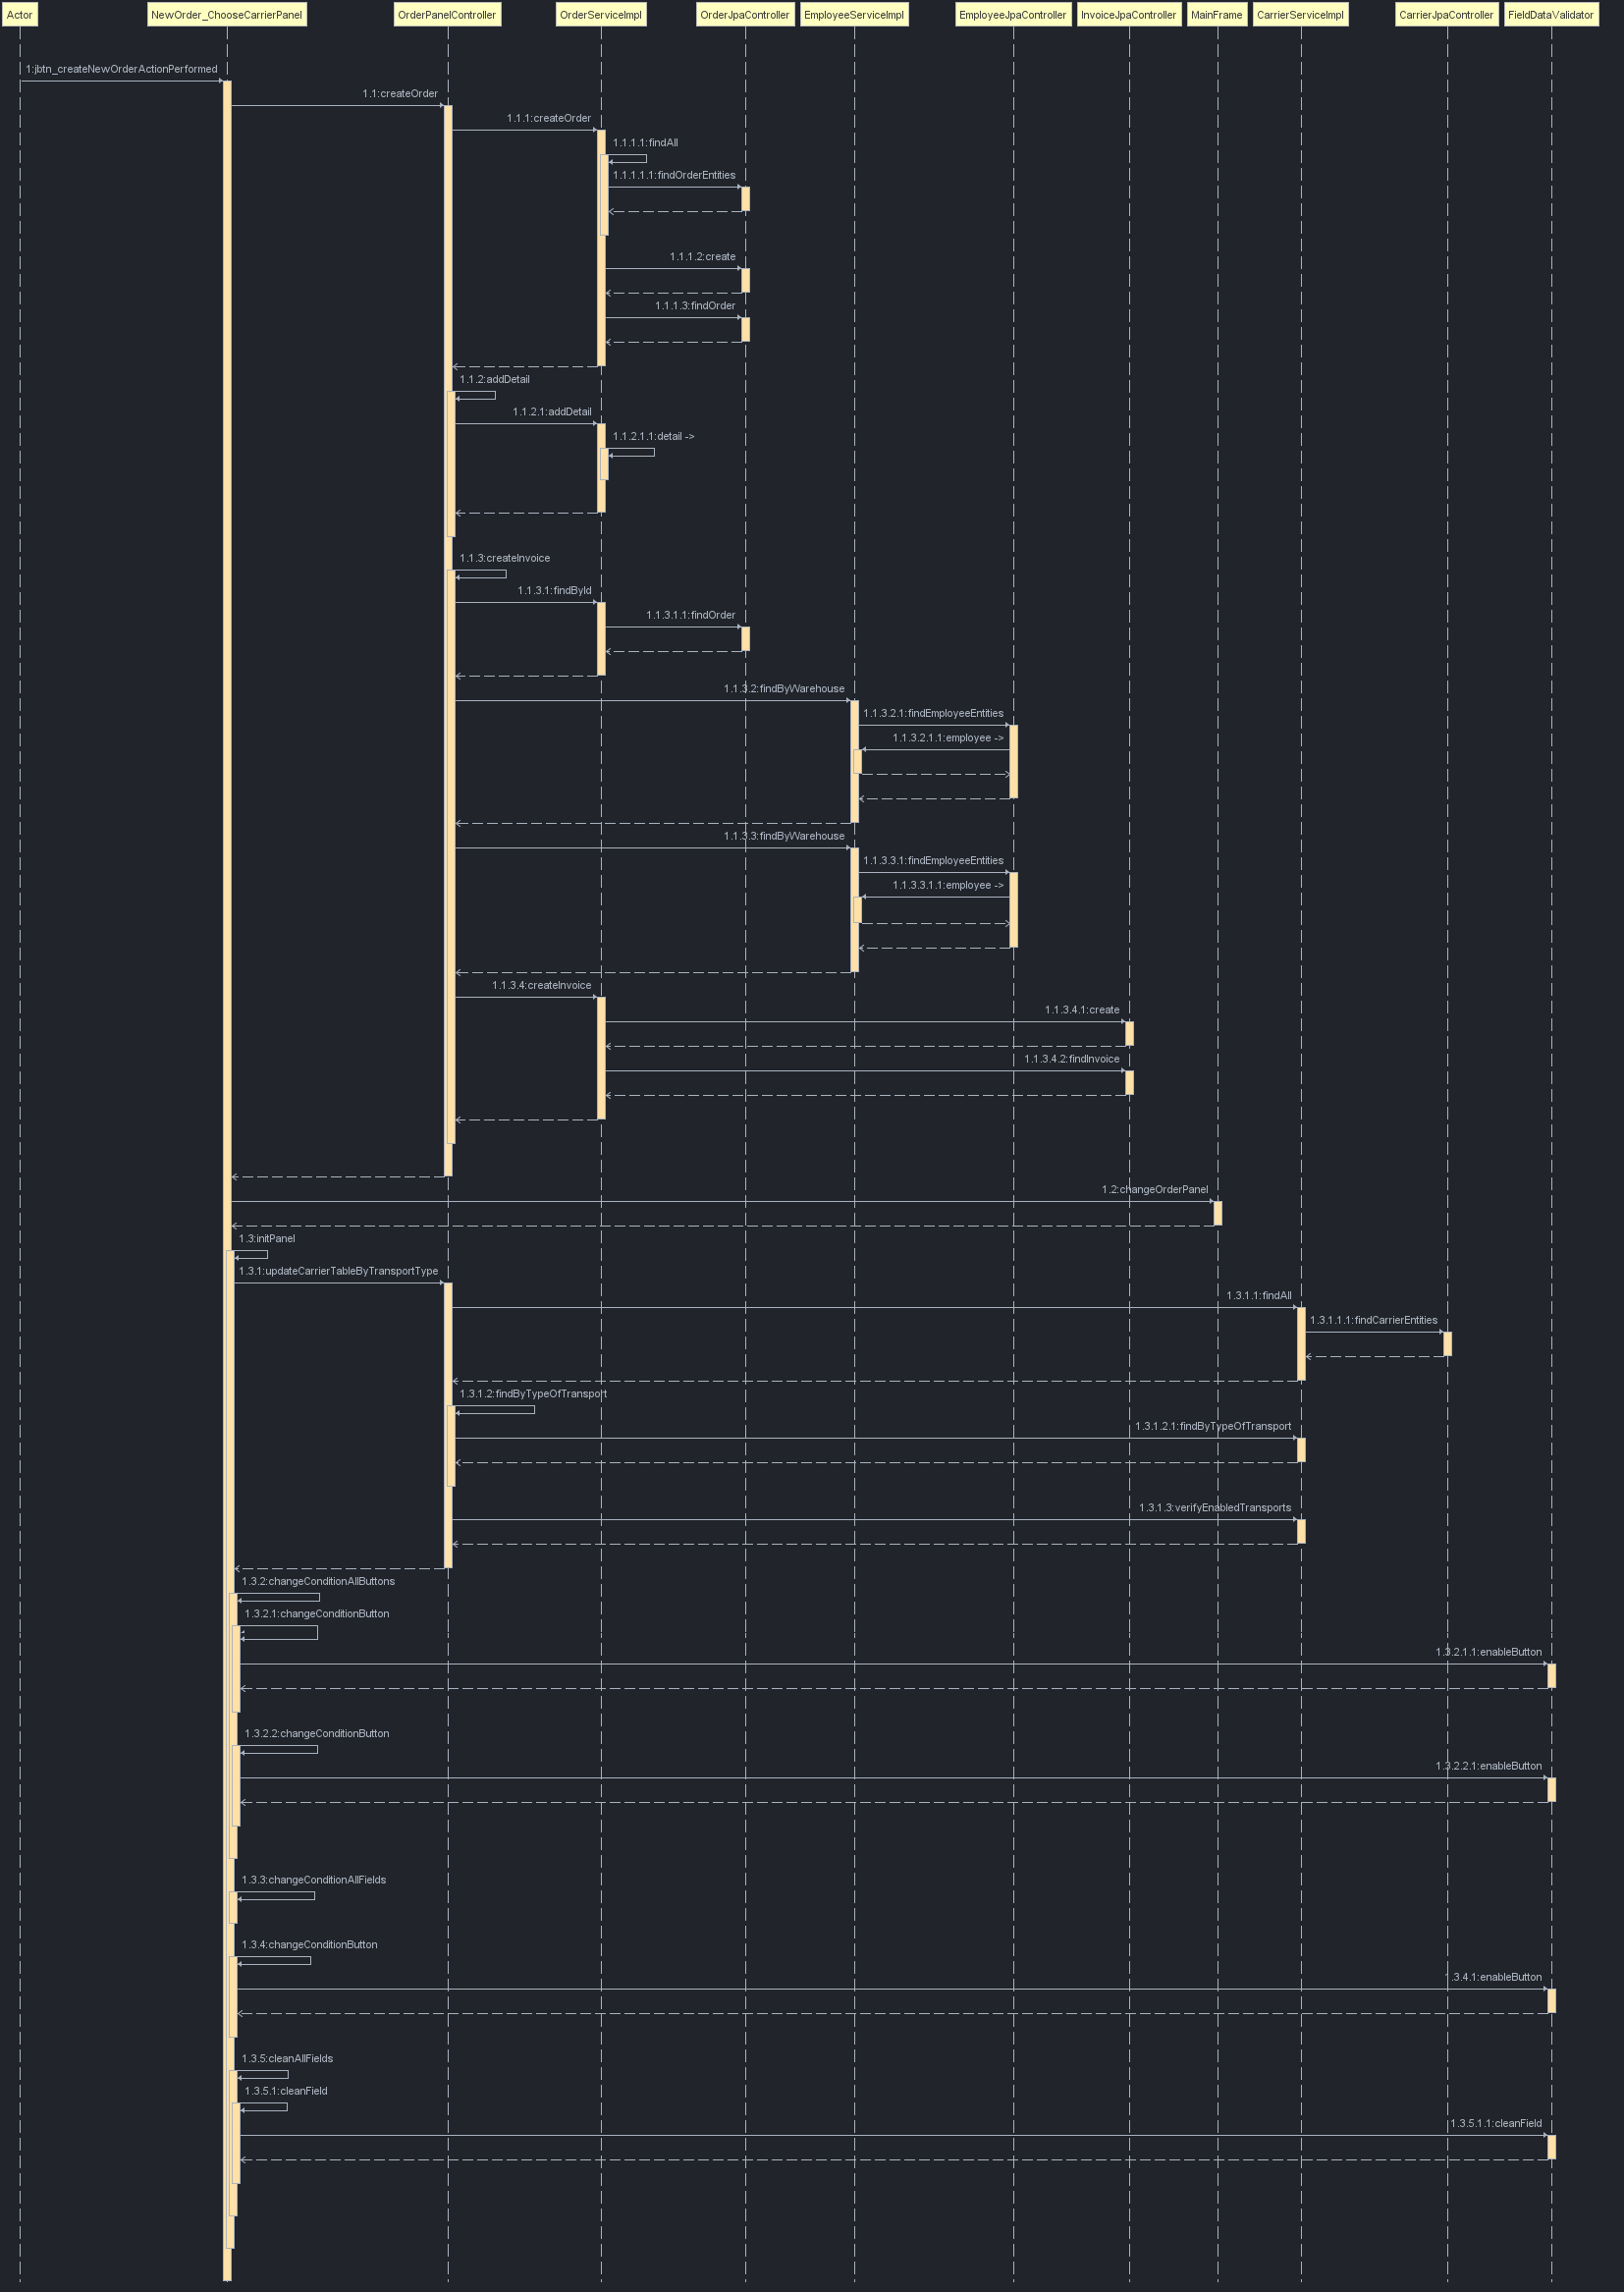 Actor
NewOrder_ChooseCarrierPanel
OrderPanelController
OrderServiceImpl
OrderJpaController
EmployeeServiceImpl
EmployeeJpaController
InvoiceJpaController
MainFrame
CarrierServiceImpl
CarrierJpaController
FieldDataValidator
1:jbtn_createNewOrderActionPerformed
1.1:createOrder
1.1.1:createOrder
1.1.1.1:findAll
1.1.1.1.1:findOrderEntities
1.1.1.2:create
1.1.1.3:findOrder
1.1.2:addDetail
1.1.2.1:addDetail
1.1.2.1.1:detail ->
1.1.3:createInvoice
1.1.3.1:findById
1.1.3.1.1:findOrder
1.1.3.2:findByWarehouse
1.1.3.2.1:findEmployeeEntities
1.1.3.2.1.1:employee ->
1.1.3.3:findByWarehouse
1.1.3.3.1:findEmployeeEntities
1.1.3.3.1.1:employee ->
1.1.3.4:createInvoice
1.1.3.4.1:create
1.1.3.4.2:findInvoice
1.2:changeOrderPanel
1.3:initPanel
1.3.1:updateCarrierTableByTransportType
1.3.1.1:findAll
1.3.1.1.1:findCarrierEntities
1.3.1.2:findByTypeOfTransport
1.3.1.2.1:findByTypeOfTransport
1.3.1.3:verifyEnabledTransports
1.3.2:changeConditionAllButtons
1.3.2.1:changeConditionButton
1.3.2.1.1:enableButton
1.3.2.2:changeConditionButton
1.3.2.2.1:enableButton
1.3.3:changeConditionAllFields
1.3.4:changeConditionButton
1.3.4.1:enableButton
1.3.5:cleanAllFields
1.3.5.1:cleanField
1.3.5.1.1:cleanField